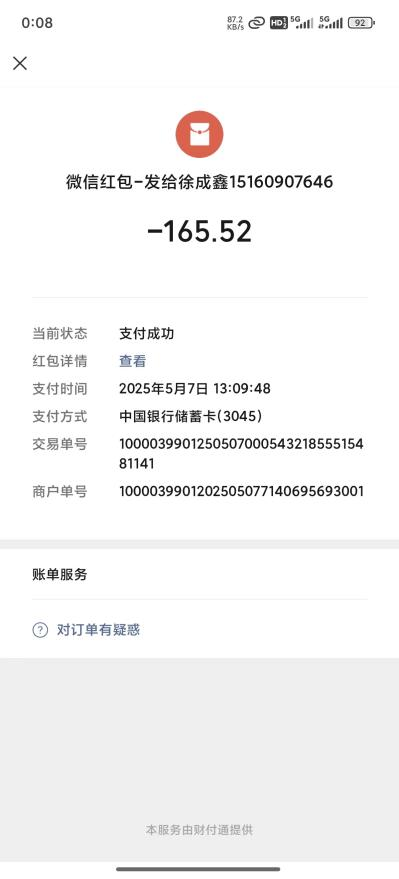 0:08
87.2 KB/s
HD
5G
5G
92
微信红包-发给徐成鑫15160907646
-165.52
当前状态 支付成功
红包详情 查看
支付时间 2025年5月7日 13:09:48
支付方式 中国银行储蓄卡(3045)
交易单号 1000039901250507000543218555154
81141
商户单号 1000039901202505077140695693001
账单服务
? 对订单有疑惑
本服务由财付通提供